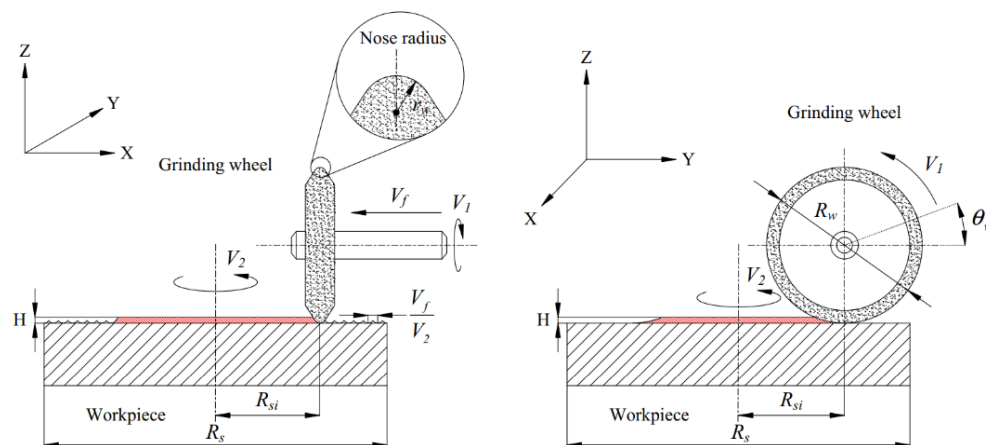 Nose radius
r_w
Z
Y
X
Grinding wheel
V_f
V_1
V_2
H
V_f
V_2
R_si
Workpiece
R_s
Z
Y
X
Grinding wheel
V_1
R_w
V_2
H
R_si
Workpiece
R_s